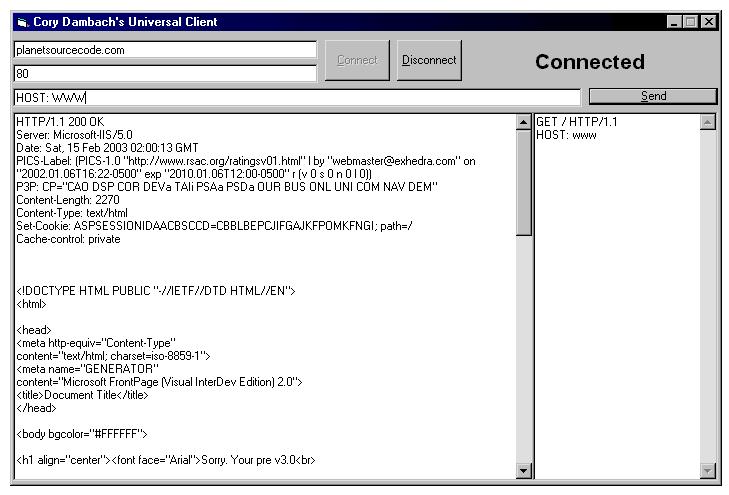 Cory Dambach's Universal Client
planetsourcecode.com
80
Connect
Disconnect
Connected
HOST: WWW
Send
HTTP/1.1 200 OK
Server: Microsoft-IIS/5.0
Date: Sat, 15 Feb 2003 02:00:13 GMT
PICS-Label: (PICS-1.0 "http://www.rsac.org/ratingsv01.html" l by "webmaster@exhedra.com" on
"2002.01.06T16:22-0500" exp "2010.01.06T12:00-0500" r (v 0 s 0 n 0 l 0))
P3P: CP="CAO DSP COR DEVa TAIi PSAa PSDa OUR BUS ONL UNI COM NAV DEM"
Content-Length: 2270
Content-Type: text/html
Set-Cookie: ASPSESSIONIDAACBSCCD=CBBLBEPCJIFGAJKFPOMKFNGI; path=/
Cache-control: private
<!DOCTYPE HTML PUBLIC "-//IETF//DTD HTML//EN">
<html>
<head>
<meta http-equiv="Content-Type"
content="text/html; charset=iso-8859-1">
<meta name="GENERATOR"
content="Microsoft FrontPage (Visual InterDev Edition) 2.0">
<title>Document Title</title>
</head>
<body bgcolor="#FFFFFF">
<h1 align="center"><font face="Arial">Sorry. Your pre v3.0<br>
GET / HTTP/1.1
HOST: www